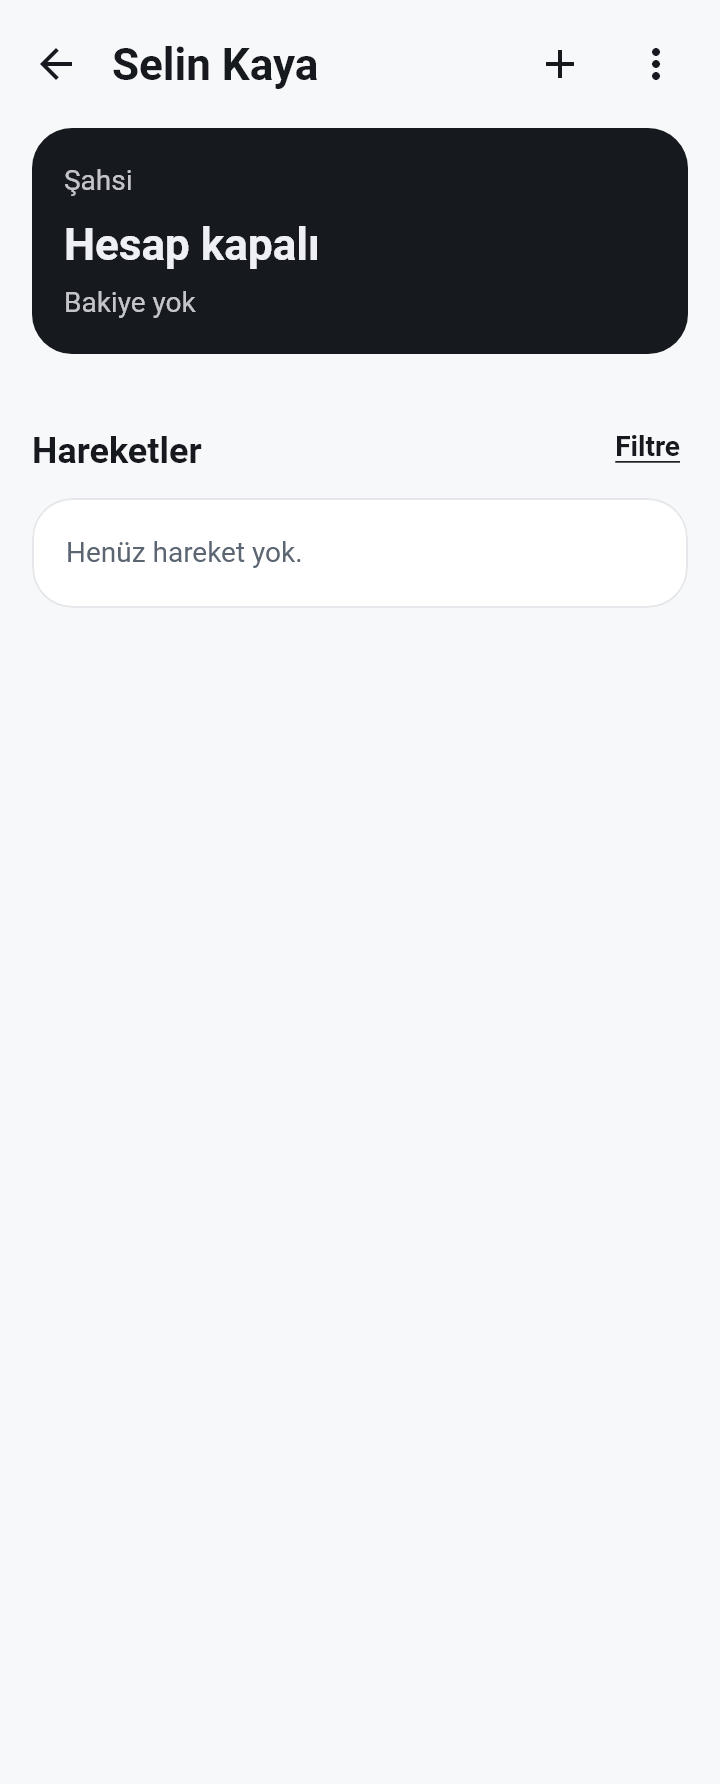 Selin Kaya
Şahsi
Hesap kapalı
Bakiye yok
Hareketler
Filtre
Henüz hareket yok.